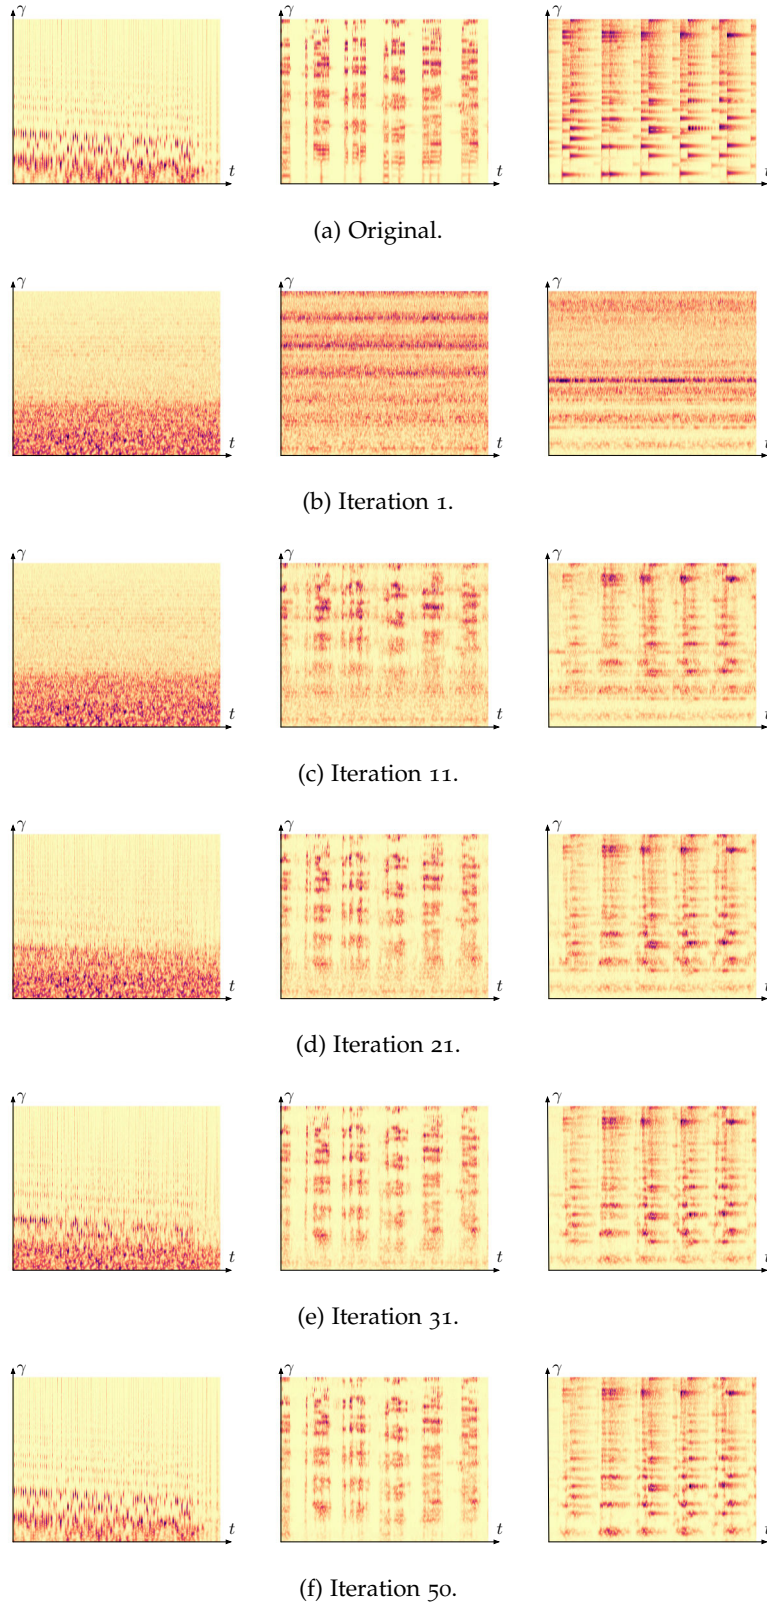 γ γ γ
t t t
(a) Original.
γ γ γ
t t t
(b) Iteration 1.
γ γ γ
t t t
(c) Iteration 11.
γ γ γ
t t t
(d) Iteration 21.
γ γ γ
t t t
(e) Iteration 31.
γ γ γ
t t t
(f) Iteration 50.